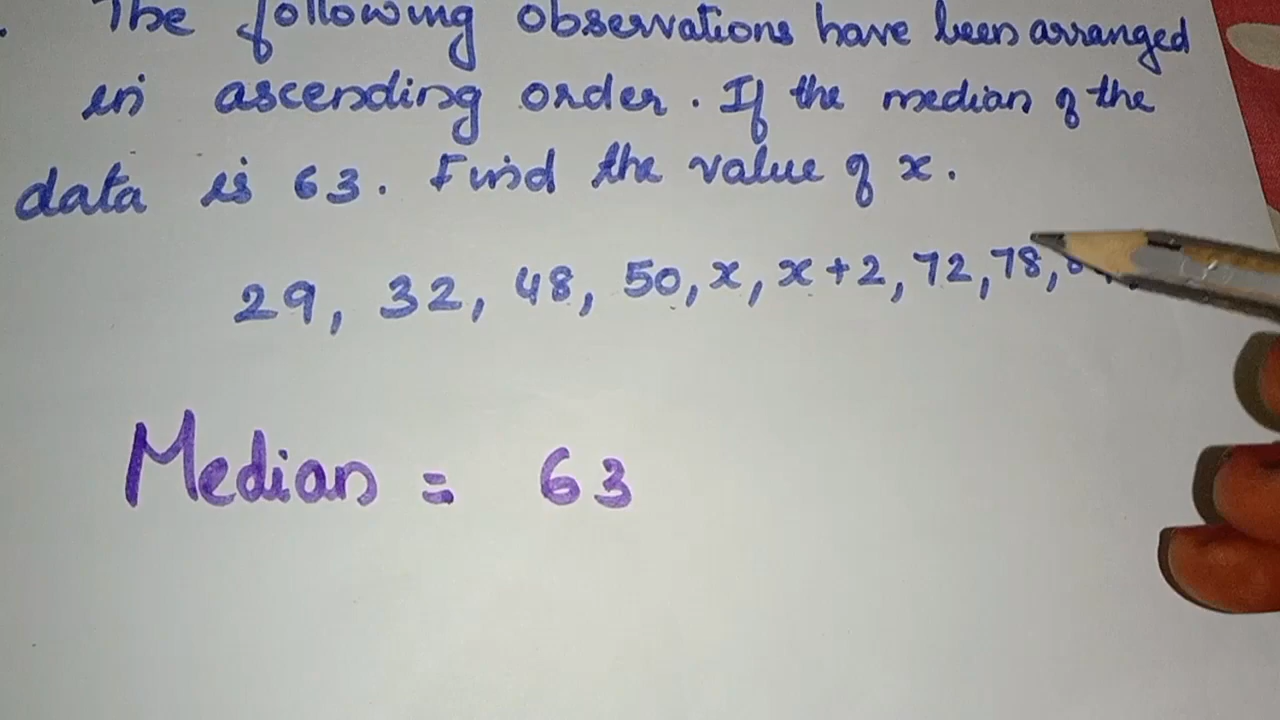 . The following observations have been arranged
in ascending order. If the median of the
data is 63. Find the value of x.
29, 32, 48, 50, x, x+2, 72, 78,
Median = 63